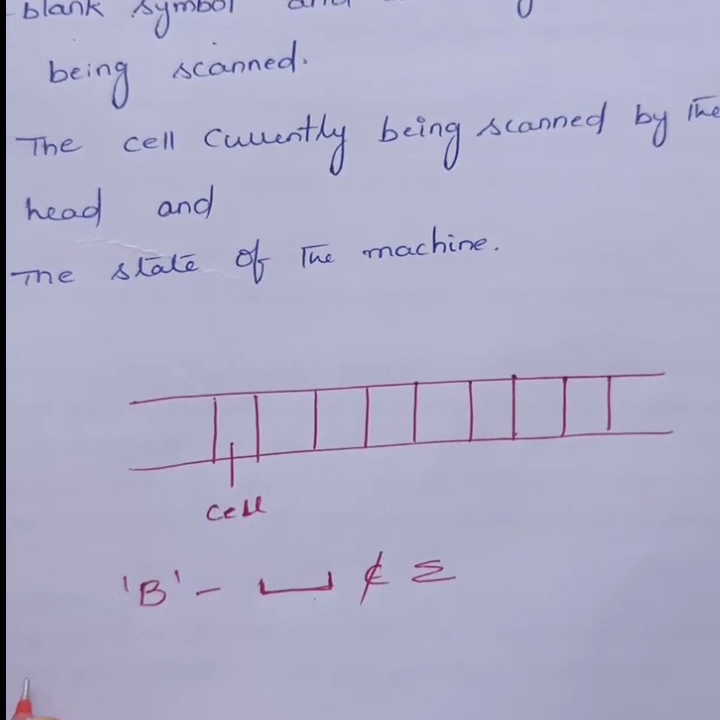 blank symbol
being scanned.
The cell currently being scanned by the
head and
The state of the machine.
cell
'B' - ⎵ ∉ Σ